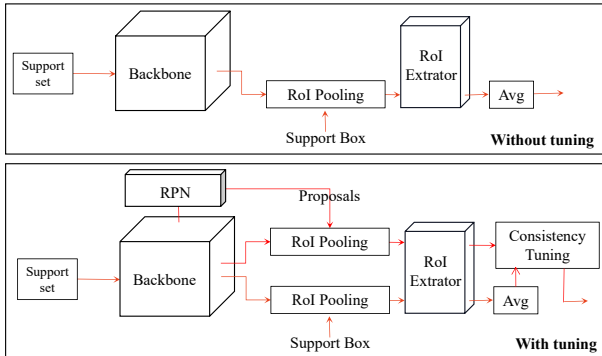 Support
set
Backbone
RoI Pooling
Support Box
RoI
Extrator
Avg
Without tuning
RPN
Proposals
Support
set
Backbone
RoI Pooling
RoI Pooling
Support Box
RoI
Extrator
Consistency
Tuning
Avg
With tuning